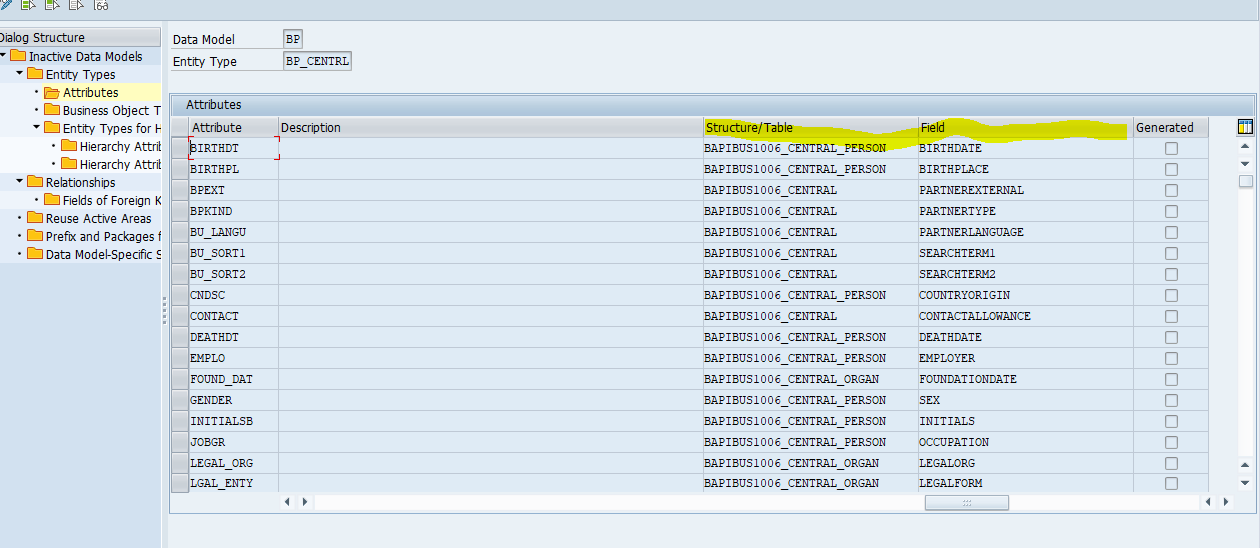 Dialog Structure
Inactive Data Models
Entity Types
Attributes
Business Object T
Entity Types for H
Hierarchy Attrib
Hierarchy Attrib
Relationships
Fields of Foreign K
Reuse Active Areas
Prefix and Packages f
Data Model-Specific S
Data Model BP
Entity Type BP_CENTRL
Attributes
Attribute Description Structure/Table Field Generated
BIRTHDT BAPIBUS1006_CENTRAL_PERSON BIRTHDATE
BIRTHPL BAPIBUS1006_CENTRAL_PERSON BIRTHPLACE
BPEXT BAPIBUS1006_CENTRAL PARTNEREXTERNAL
BPKIND BAPIBUS1006_CENTRAL PARTNERTYPE
BU_LANGU BAPIBUS1006_CENTRAL PARTNERLANGUAGE
BU_SORT1 BAPIBUS1006_CENTRAL SEARCHTERM1
BU_SORT2 BAPIBUS1006_CENTRAL SEARCHTERM2
CNDSC BAPIBUS1006_CENTRAL_PERSON COUNTRYORIGIN
CONTACT BAPIBUS1006_CENTRAL CONTACTALLOWANCE
DEATHDT BAPIBUS1006_CENTRAL_PERSON DEATHDATE
EMPLO BAPIBUS1006_CENTRAL_PERSON EMPLOYER
FOUND_DAT BAPIBUS1006_CENTRAL_ORGAN FOUNDATIONDATE
GENDER BAPIBUS1006_CENTRAL_PERSON SEX
INITIALSB BAPIBUS1006_CENTRAL_PERSON INITIALS
JOBGR BAPIBUS1006_CENTRAL_PERSON OCCUPATION
LEGAL_ORG BAPIBUS1006_CENTRAL_ORGAN LEGALORG
LGAL_ENTY BAPIBUS1006_CENTRAL_ORGAN LEGALFORM